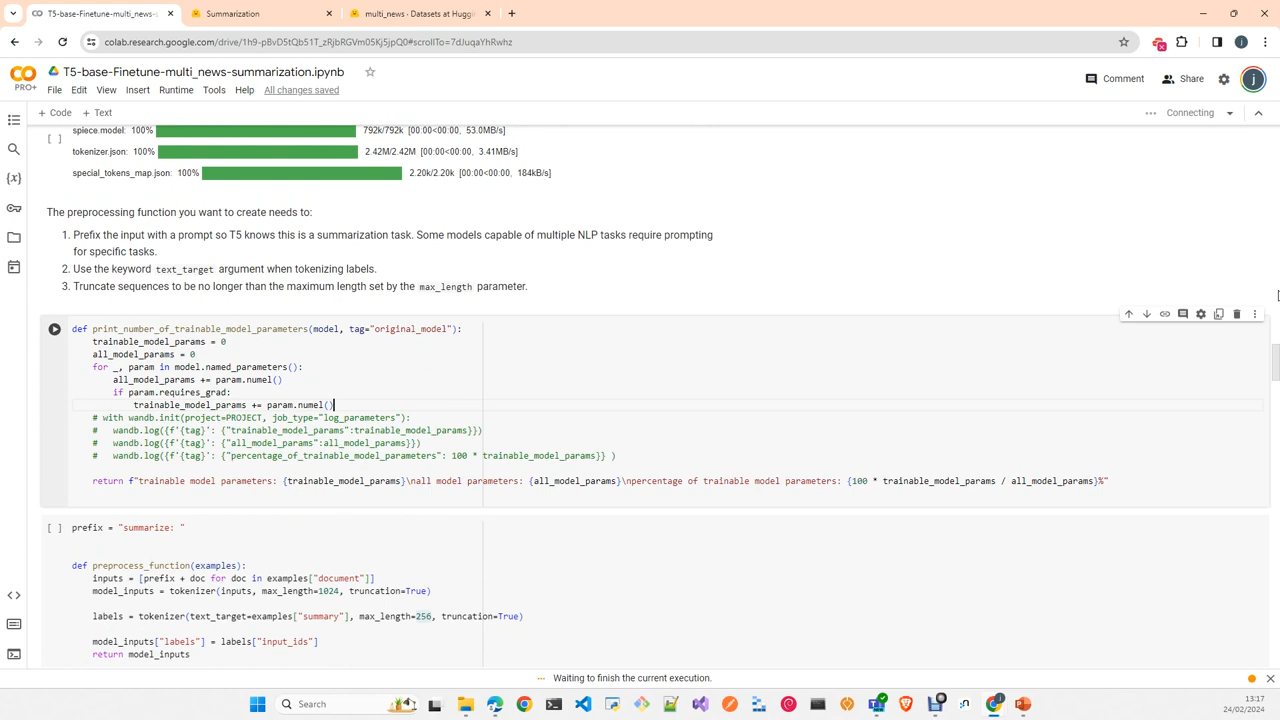 T5-base-Finetune-multi_news-s
Summarization
multi_news · Datasets at Huggi
colab.research.google.com/drive/1h9-pBvD5tQb51T_zRjbRGVm05Kj5jpQ0#scrollTo=7dJuqaYhRwhz
CO
PRO+
T5-base-Finetune-multi_news-summarization.ipynb
File Edit View Insert Runtime Tools Help All changes saved
Comment
Share
j
+ Code + Text
Connecting
[ ]
spiece.model: 100% 792k/792k [00:00<00:00, 53.0MB/s]
tokenizer.json: 100% 2.42M/2.42M [00:00<00:00, 3.41MB/s]
special_tokens_map.json: 100% 2.20k/2.20k [00:00<00:00, 184kB/s]
The preprocessing function you want to create needs to:
1. Prefix the input with a prompt so T5 knows this is a summarization task. Some models capable of multiple NLP tasks require prompting
for specific tasks.
2. Use the keyword text_target argument when tokenizing labels.
3. Truncate sequences to be no longer than the maximum length set by the max_length parameter.
def print_number_of_trainable_model_parameters(model, tag="original_model"):
trainable_model_params = 0
all_model_params = 0
for _, param in model.named_parameters():
all_model_params += param.numel()
if param.requires_grad:
trainable_model_params += param.numel()
# with wandb.init(project=PROJECT, job_type="log_parameters"):
# wandb.log({f'{tag}': {"trainable_model_params":trainable_model_params}})
# wandb.log({f'{tag}': {"all_model_params":all_model_params}})
# wandb.log({f'{tag}': {"percentage_of_trainable_model_parameters": 100 * trainable_model_params}} )
return f"trainable model parameters: {trainable_model_params}\nall model parameters: {all_model_params}\npercentage of trainable model parameters: {100 * trainable_model_params / all_model_params}%"
[ ] prefix = "summarize: "
def preprocess_function(examples):
inputs = [prefix + doc for doc in examples["document"]]
model_inputs = tokenizer(inputs, max_length=1024, truncation=True)
labels = tokenizer(text_target=examples["summary"], max_length=256, truncation=True)
model_inputs["labels"] = labels["input_ids"]
return model_inputs
Waiting to finish the current execution.
Search
13:17
24/02/2024